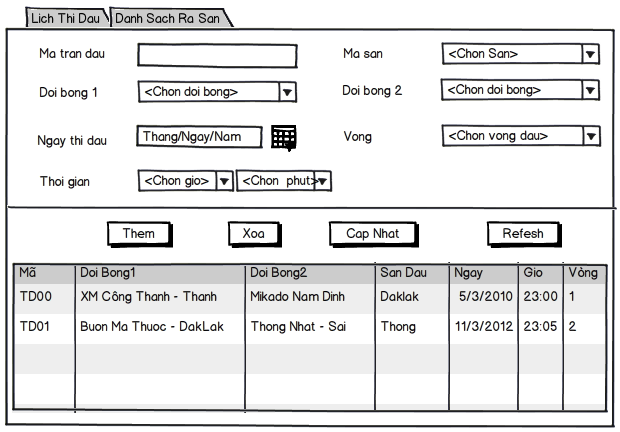 Lich Thi Dau Danh Sach Ra San
Ma tran dau Ma san <Chon San>
Doi bong 1 <Chon doi bong> Doi bong 2 <Chon doi bong>
Ngay thi dau Thang/Ngay/Nam Vong <Chon vong dau>
Thoi gian <Chon gio> <Chon phut>
Them Xoa Cap Nhat Refesh
Mã Doi Bong1 Doi Bong2 San Dau Ngay Gio Vòng
TD00 XM Công Thanh - Thanh Mikado Nam Dinh Daklak 5/3/2010 23:00 1
TD01 Buon Ma Thuoc - DakLak Thong Nhat - Sai Thong 11/3/2012 23:05 2